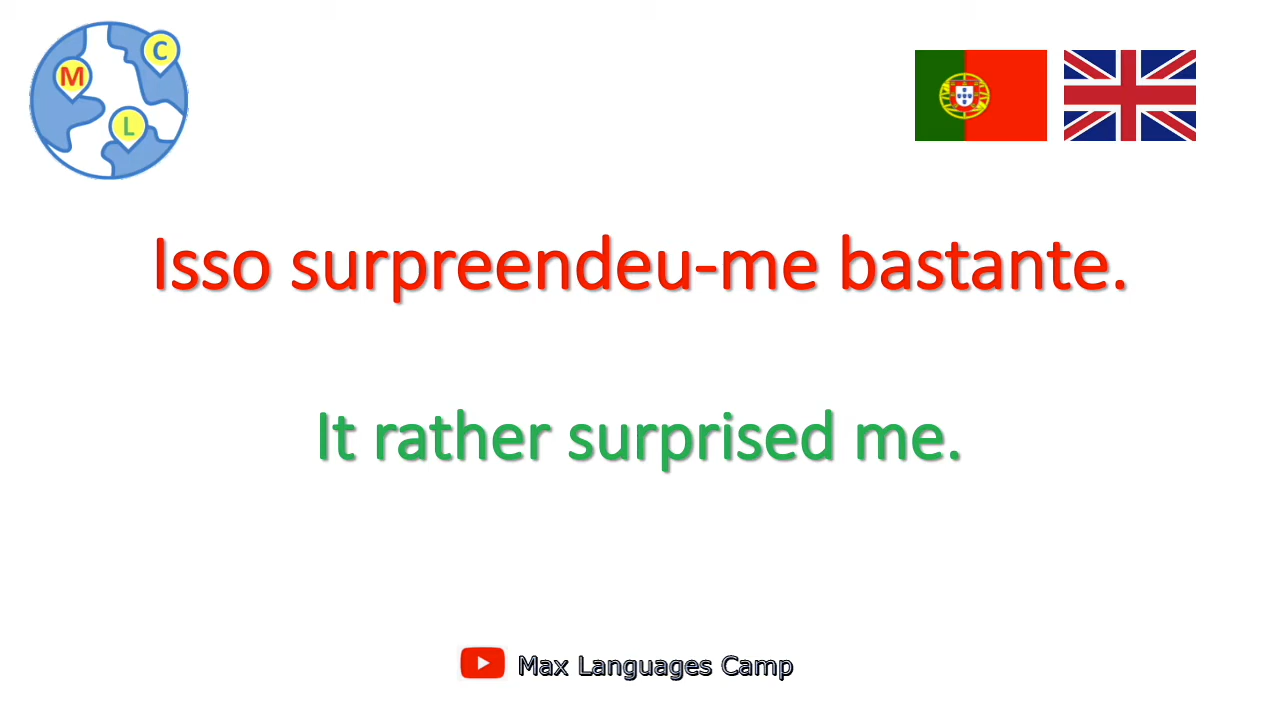 C
M
L
Isso surpreendeu-me bastante.
It rather surprised me.
Max Languages Camp